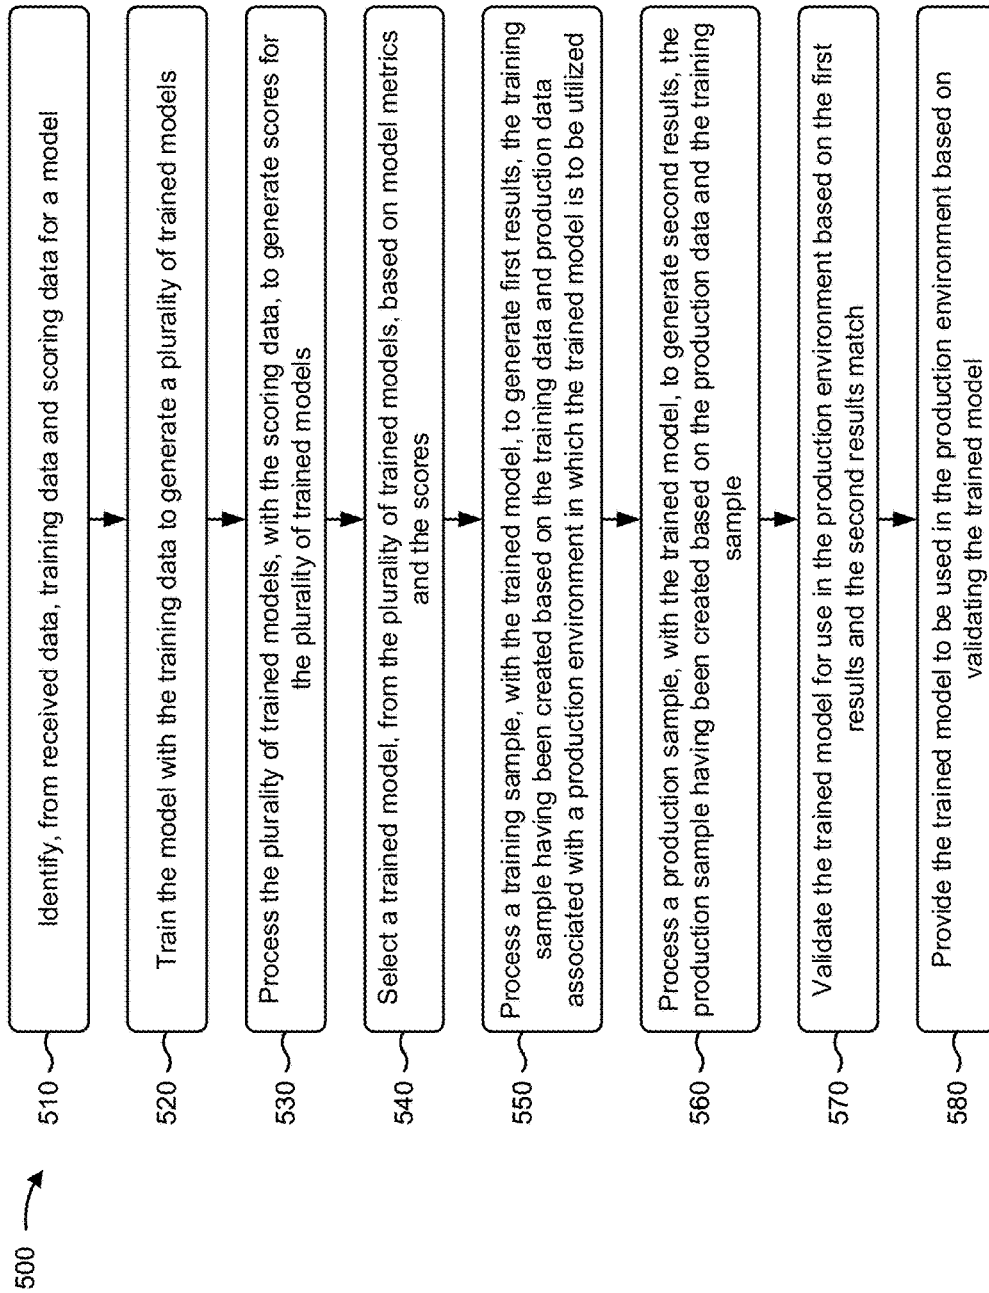 500
510
Identify, from received data, training data and scoring data for a model
520
Train the model with the training data to generate a plurality of trained models
530
Process the plurality of trained models, with the scoring data, to generate scores for
the plurality of trained models
540
Select a trained model, from the plurality of trained models, based on model metrics
and the scores
550
Process a training sample, with the trained model, to generate first results, the training
sample having been created based on the training data and production data
associated with a production environment in which the trained model is to be utilized
560
Process a production sample, with the trained model, to generate second results, the
production sample having been created based on the production data and the training
sample
570
Validate the trained model for use in the production environment based on the first
results and the second results match
580
Provide the trained model to be used in the production environment based on
validating the trained model